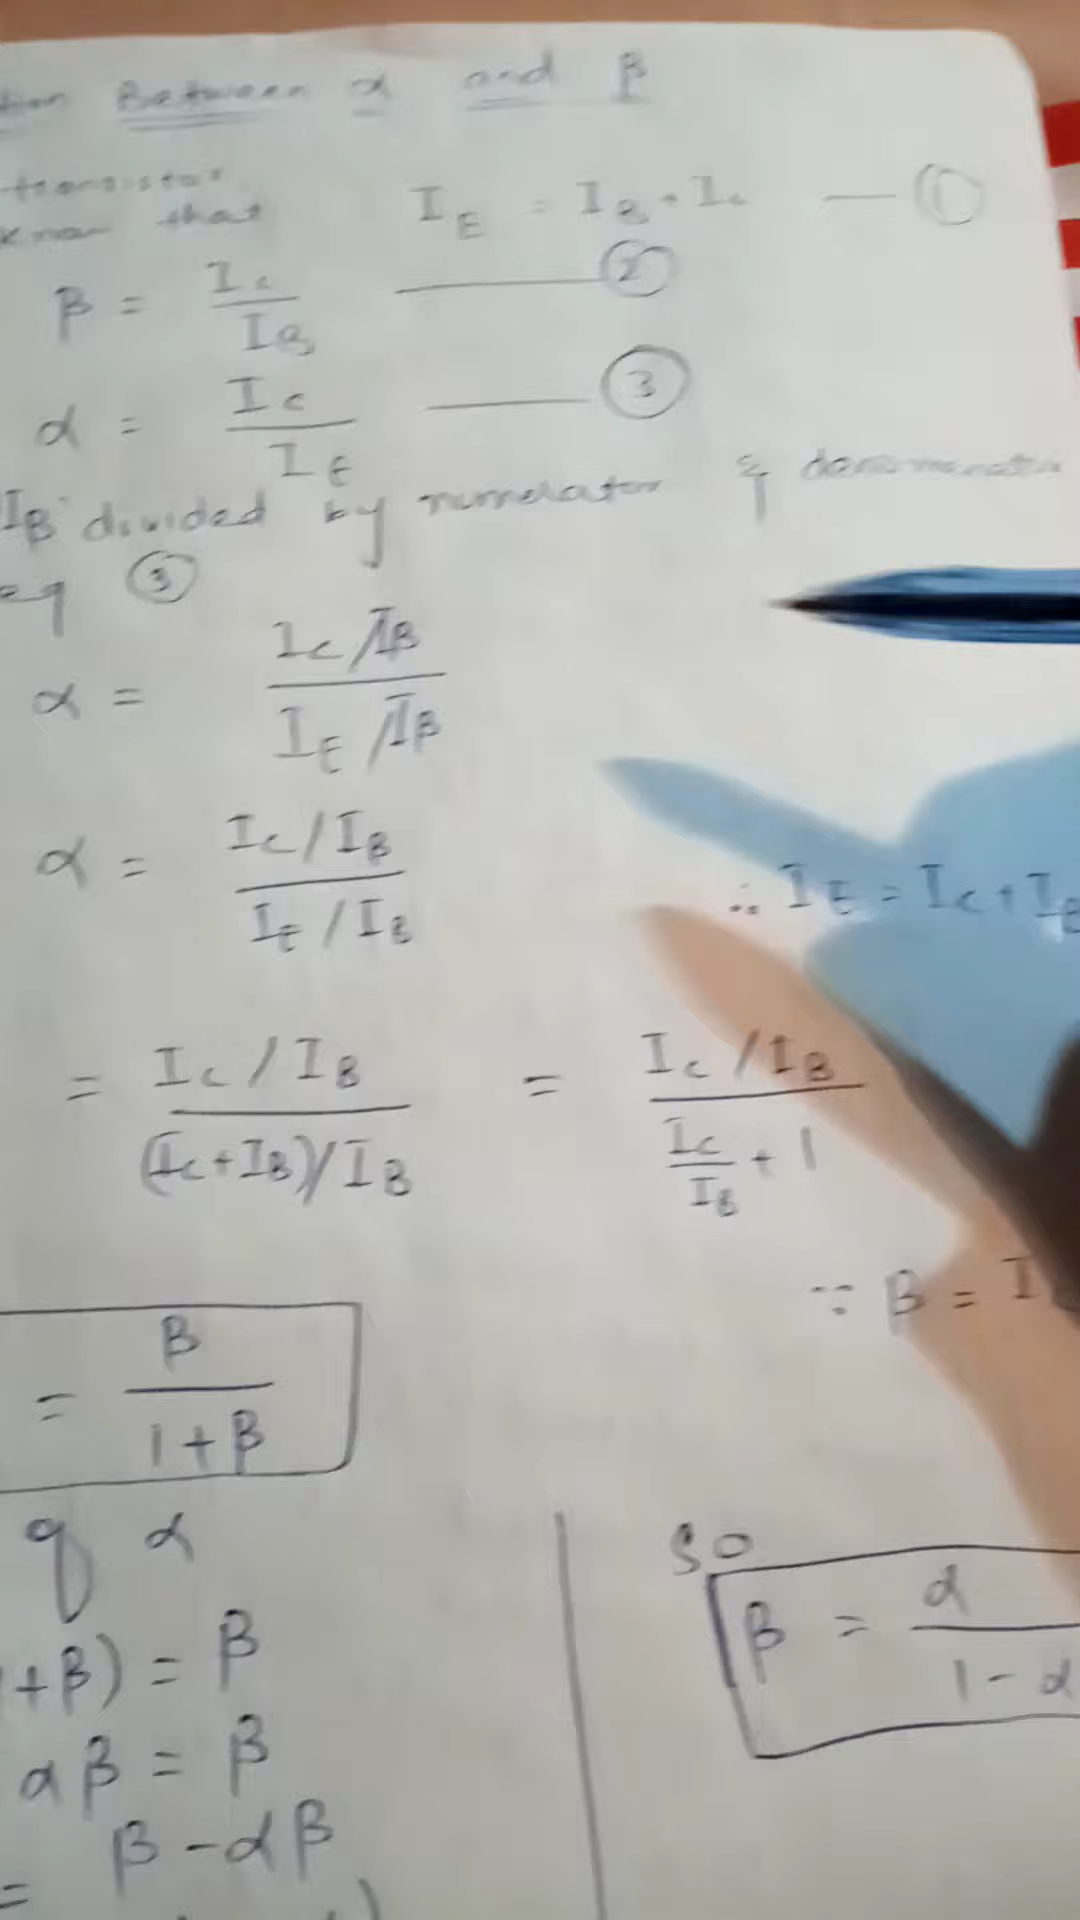 Between α and β
transistor
know that I_E = I_B + I_C — ①
β = I_C / I_B — ②
α = I_C / I_E — ③
I_B divided by numerator & denominator
eq ③
α = (I_C / I_B) / (I_E / I_B)
α = (I_C / I_B) / (I_E / I_B)
∴ I_E = I_C + I_B
= (I_C / I_B) / ((I_C + I_B) / I_B) = (I_C / I_B) / (I_C / I_B + 1)
∵ β = I
= β / (1 + β)
α
+ β) = β
αβ = β
= β - αβ
so
β = α / (1 - α